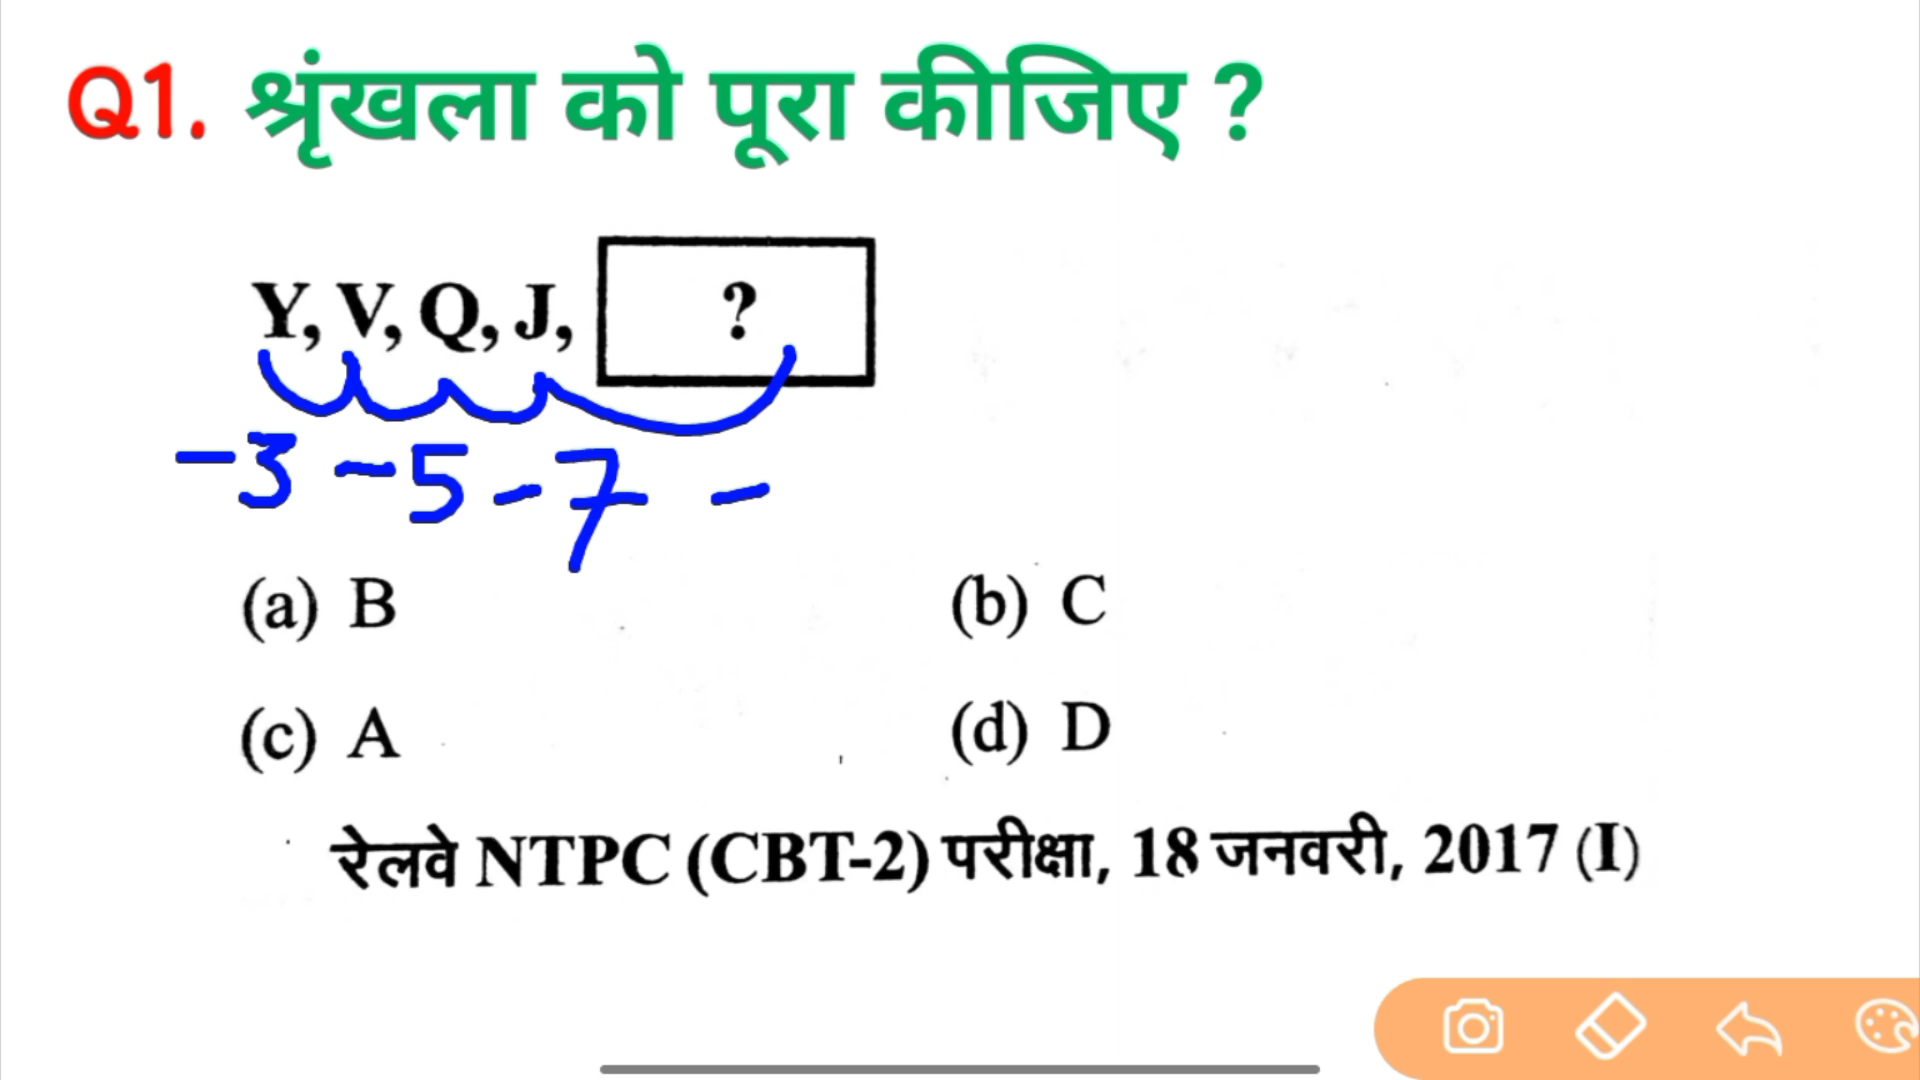 Q1. श्रृंखला को पूरा कीजिए ?
Y, V, Q, J, ?
-3 -5 -7 -
(a) B (b) C
(c) A (d) D
रेलवे NTPC (CBT-2) परीक्षा, 18 जनवरी, 2017 (I)